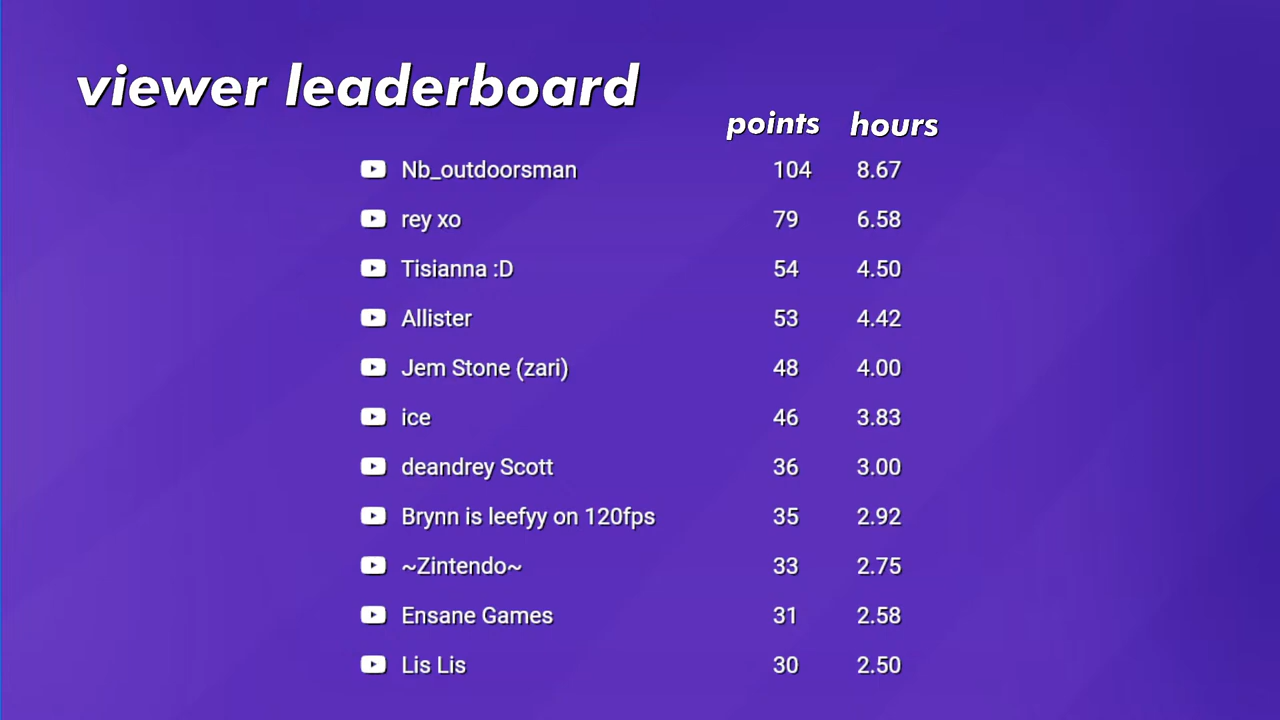 viewer leaderboard
points hours
Nb_outdoorsman 104 8.67
rey xo 79 6.58
Tisianna :D 54 4.50
Allister 53 4.42
Jem Stone (zari) 48 4.00
ice 46 3.83
deandrey Scott 36 3.00
Brynn is leefyy on 120fps 35 2.92
~Zintendo~ 33 2.75
Ensane Games 31 2.58
Lis Lis 30 2.50